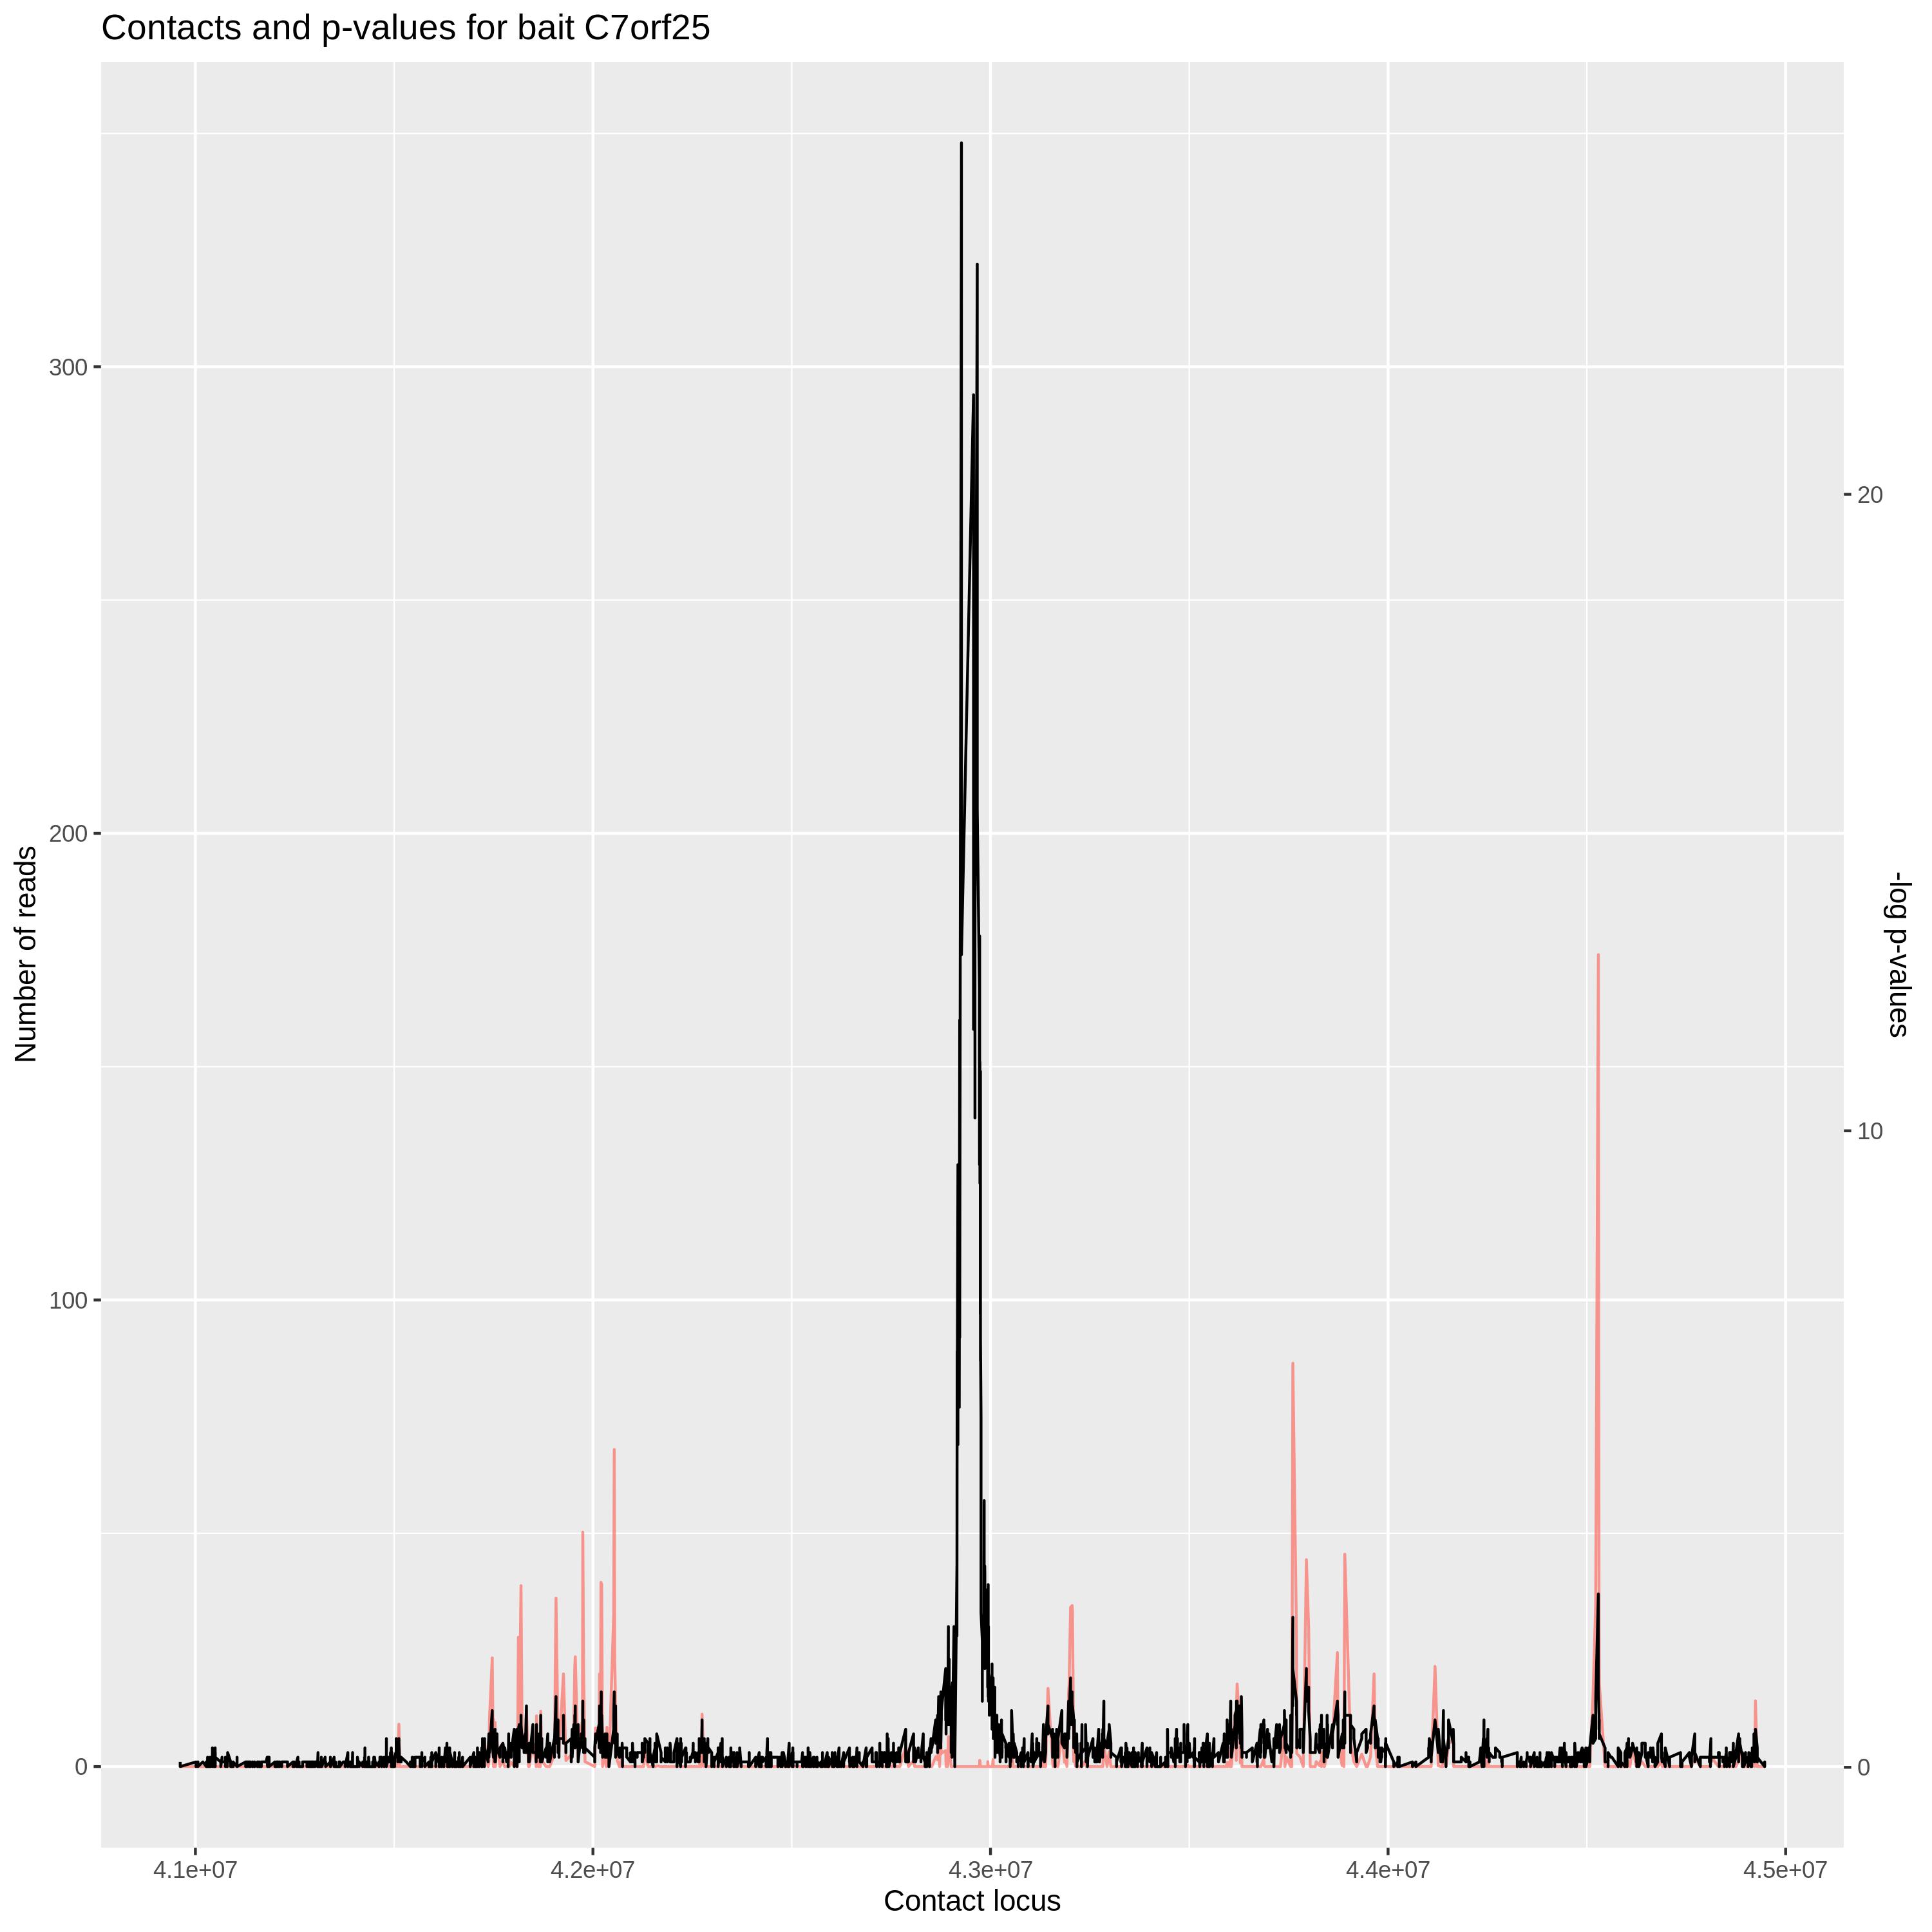 Contacts and p-values for bait C7orf25
Number of reads
300
200
100
0
20
10
0
-log p-values
4.1e+07
4.2e+07
4.3e+07
4.4e+07
4.5e+07
Contact locus